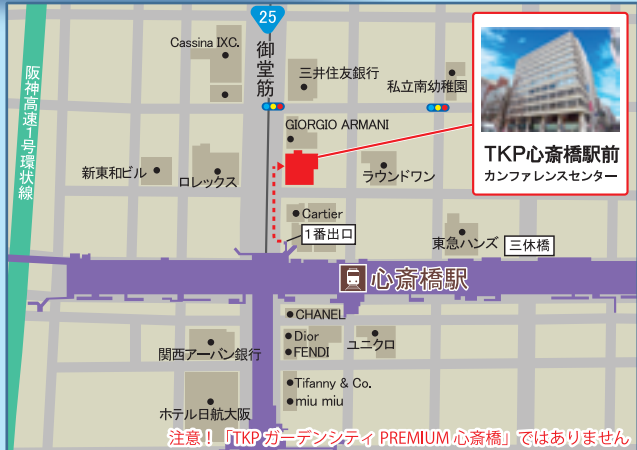 25
Cassina IXC.
御堂筋
三井住友銀行
私立南幼稚園
阪神高速1号環状線
GIORGIO ARMANI
TKP心斎橋駅前
カンファレンスセンター
新東和ビル
ロレックス
ラウンドワン
Cartier
1番出口
東急ハンズ
三休橋
心斎橋駅
CHANEL
Dior
FENDI
ユニクロ
関西アーバン銀行
Tiffany & Co.
miu miu
ホテル日航大阪
注意！「TKP ガーデンシティ PREMIUM 心斎橋」ではありません